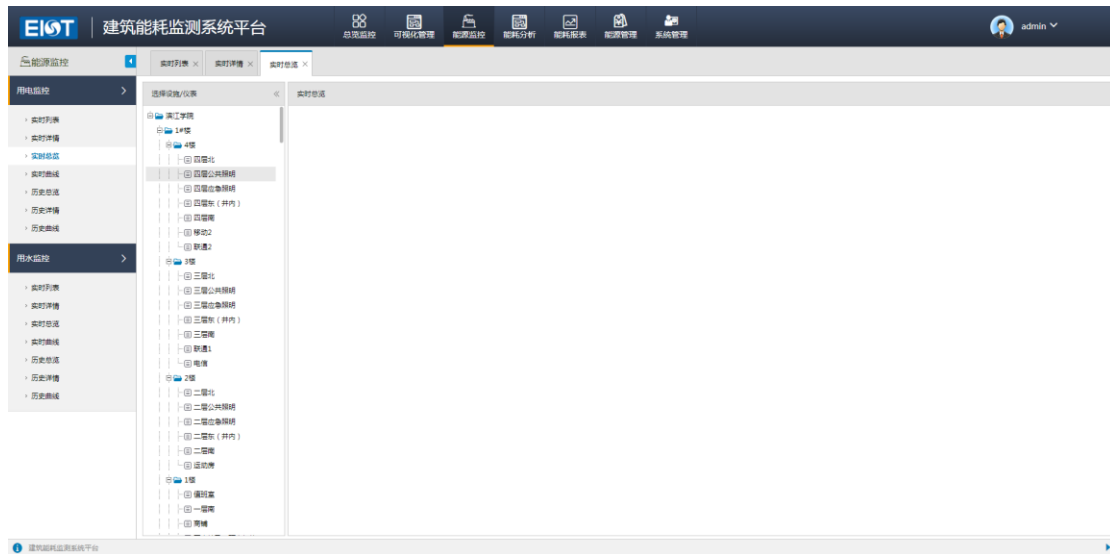 EIOT 建筑能耗监测系统平台
总览监控 可视化管理 能源监控 能耗分析 能耗报表 能源管理 系统管理
admin
能源监控
实时列表 × 实时详情 × 实时总览 ×
用电监控
实时列表
实时详情
实时总览
实时曲线
历史总览
历史详情
历史曲线
用水监控
实时列表
实时详情
实时总览
实时曲线
历史总览
历史详情
历史曲线
选择设施/仪表
实时总览
滨江学院
1#楼
4楼
四层北
四层公共照明
四层应急照明
四层东(井内)
四层南
移动2
联通2
3楼
三层北
三层公共照明
三层应急照明
三层东(井内)
三层南
联通1
电信
2楼
二层北
二层公共照明
二层应急照明
二层东(井内)
二层南
运动房
1楼
值班室
一层南
商铺
建筑能耗监测系统平台